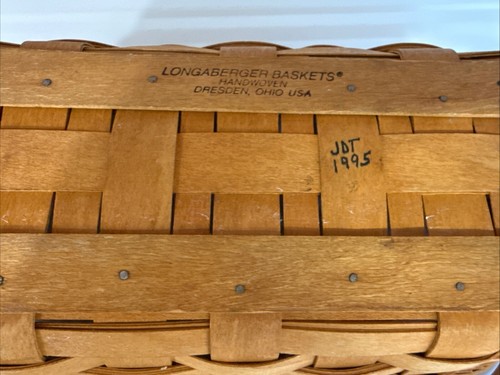 LONGABERGER BASKETS®
HANDWOVEN
DRESDEN, OHIO USA
JDT
1995